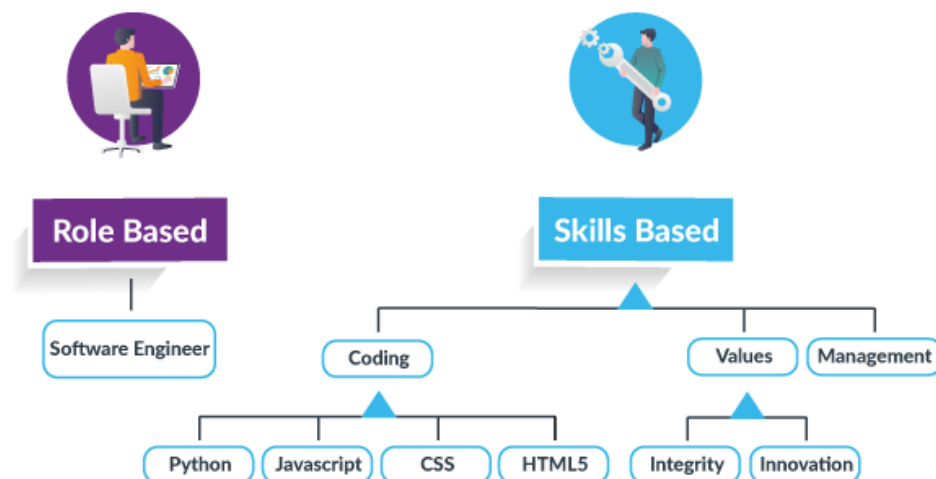 Role Based
Skills Based
Software Engineer
Coding
Values
Management
Python
Javascript
CSS
HTML5
Integrity
Innovation